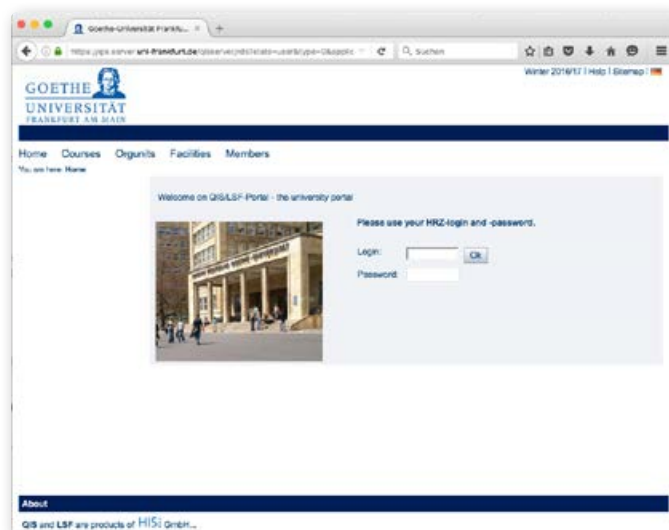 Goethe-Universität Frankfu...
Suchen
Winter 2016/17 | Help | Sitemap |
GOETHE
UNIVERSITÄT
FRANKFURT AM MAIN
Home Courses Orgunits Facilities Members
You are here: Home
Welcome on QIS/LSF-Portal - the university portal
Please use your HRZ-login and -password.
Login: Ok
Password:
About
QIS and LSF are products of HIS GmbH...